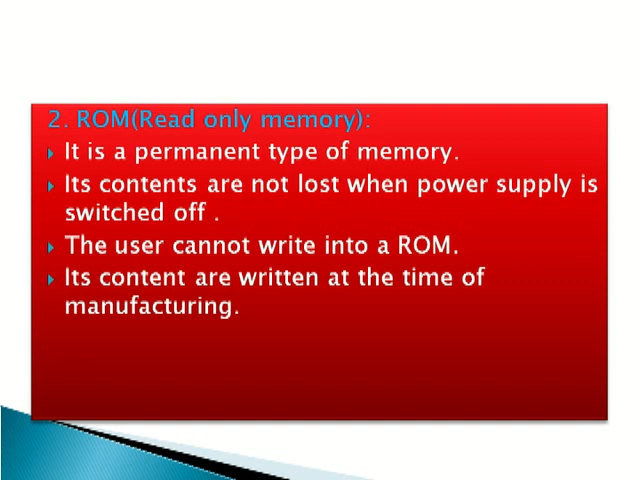 2. ROM(Read only memory):
It is a permanent type of memory.
Its contents are not lost when power supply is
switched off .
The user cannot write into a ROM.
Its content are written at the time of
manufacturing.